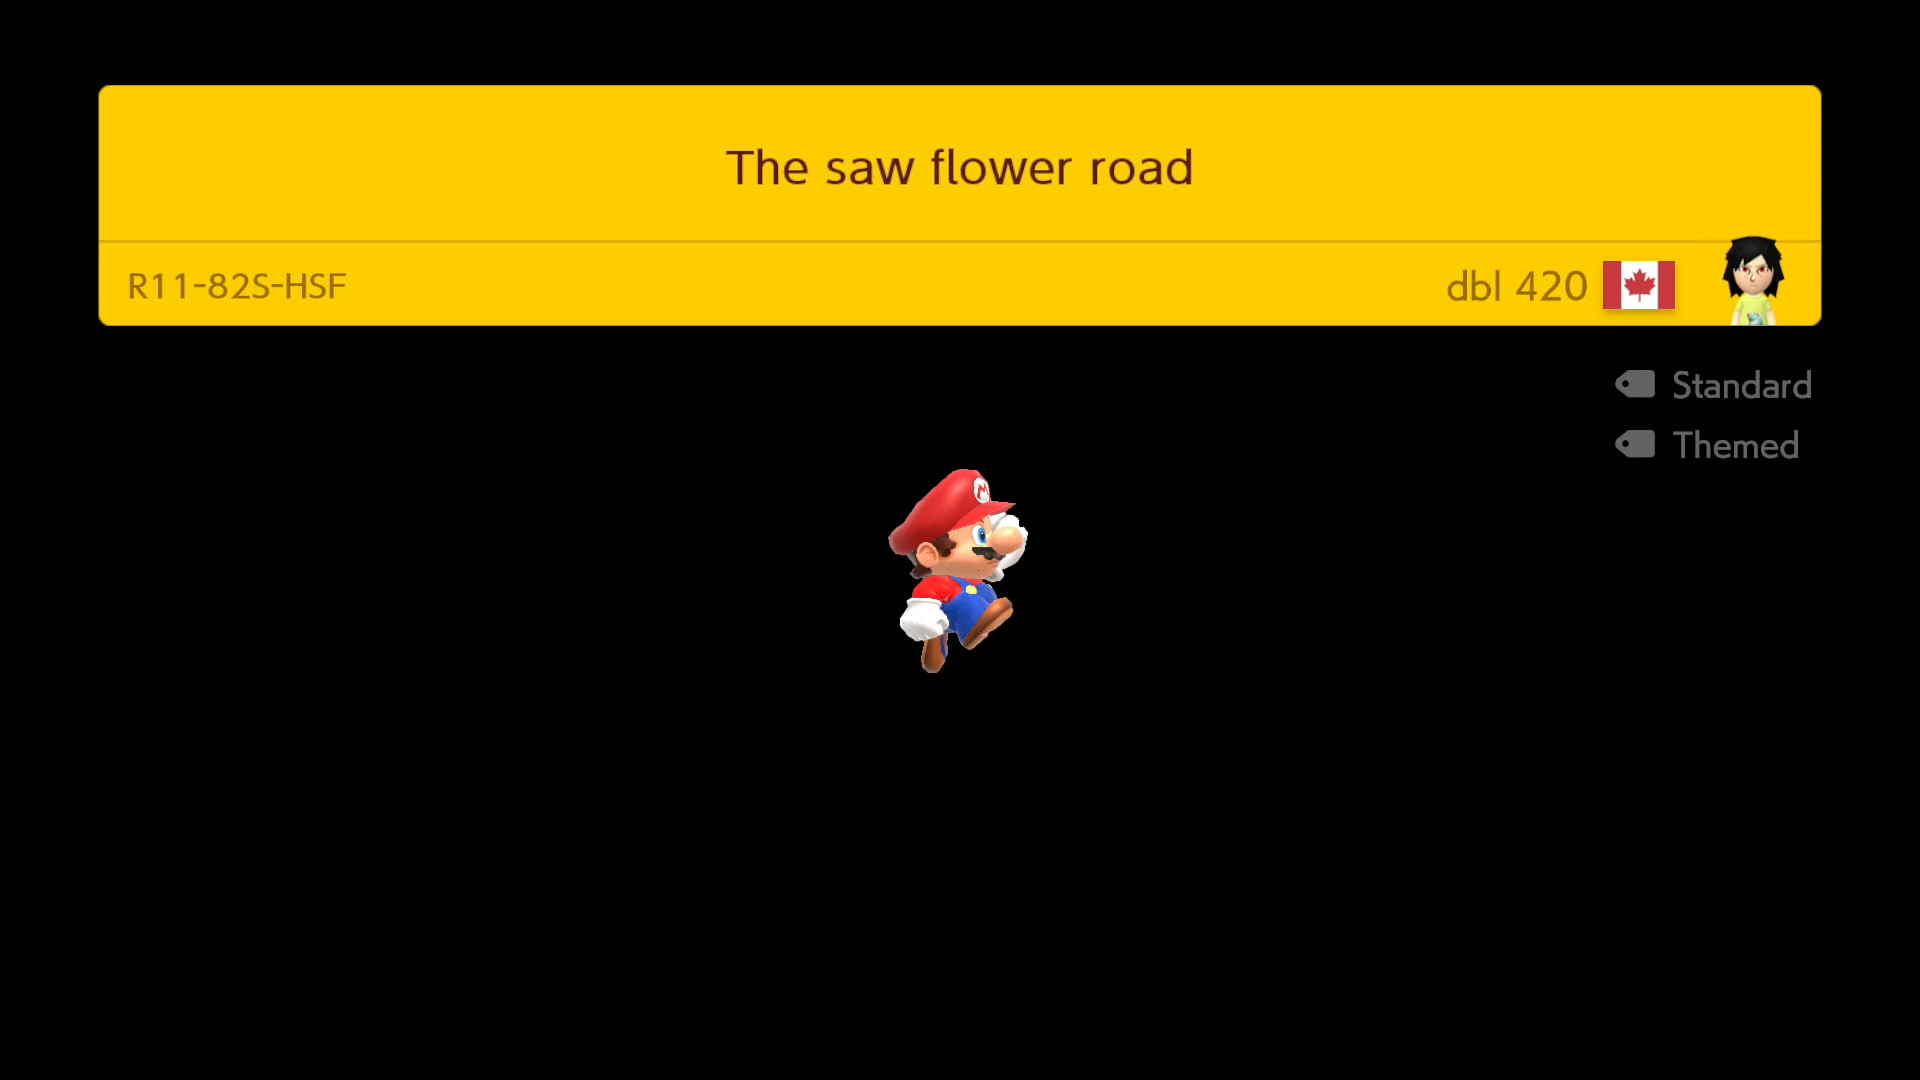 The saw flower road
R11-82S-HSF
dbl 420
Standard
Themed